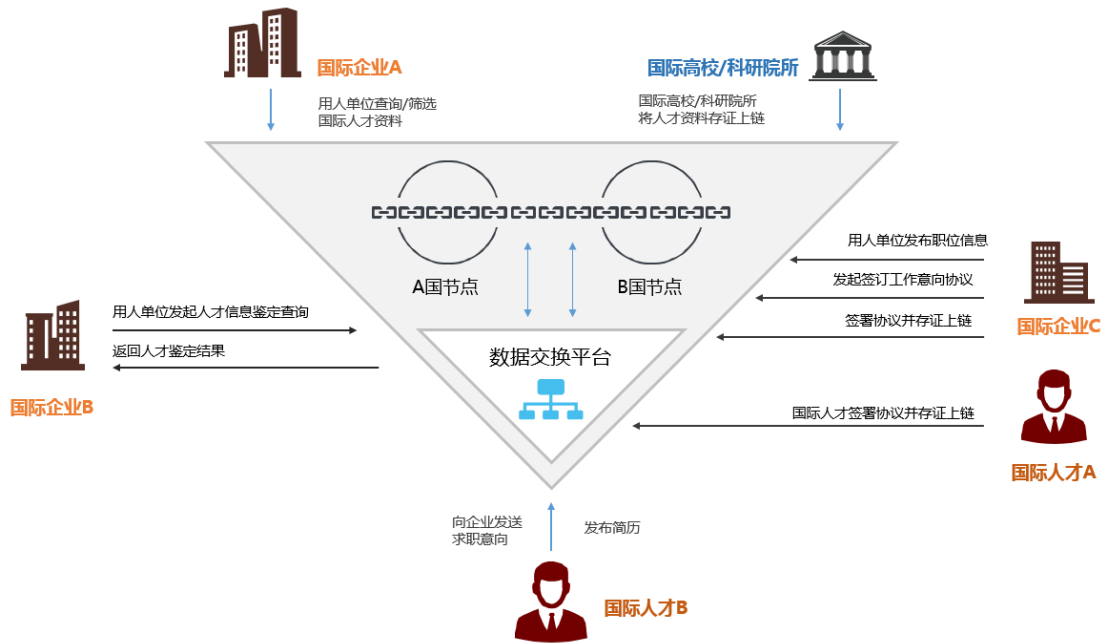 国际企业A
用人单位查询/筛选
国际人才资料
国际高校/科研院所
国际高校/科研院所
将人才资料存证上链
A国节点
B国节点
数据交换平台
用人单位发起人才信息鉴定查询
返回人才鉴定结果
国际企业B
用人单位发布职位信息
发起签订工作意向协议
签署协议并存证上链
国际企业C
国际人才签署协议并存证上链
国际人才A
向企业发送
求职意向
发布简历
国际人才B